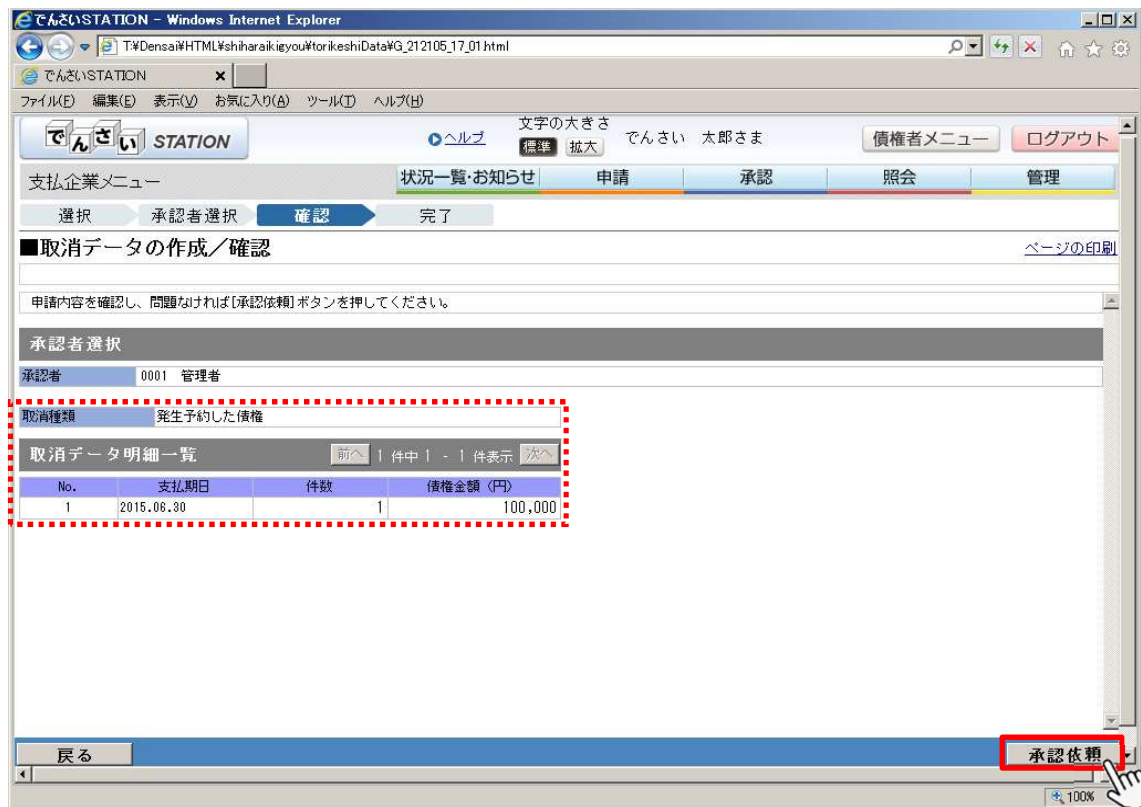 でんさいSTATION - Windows Internet Explorer
T:¥Densai¥HTML¥shiharaikigyou¥torikeshiData¥G_212105_17_01.html
でんさいSTATION
ファイル(F) 編集(E) 表示(V) お気に入り(A) ツール(T) ヘルプ(H)
でんさい STATION
ヘルプ 文字の大きさ 標準 拡大 でんさい 太郎さま 債権者メニュー ログアウト
支払企業メニュー 状況一覧・お知らせ 申請 承認 照会 管理
選択 承認者選択 確認 完了
■取消データの作成／確認 ページの印刷
申請内容を確認し、問題なければ[承認依頼]ボタンを押してください。
承認者選択
承認者 0001 管理者
取消種類 発生予約した債権
取消データ明細一覧 前へ 1 件中 1 - 1 件表示 次へ
No. 支払期日 件数 債権金額（円）
1 2015.06.30 1 100,000
戻る 承認依頼
100%